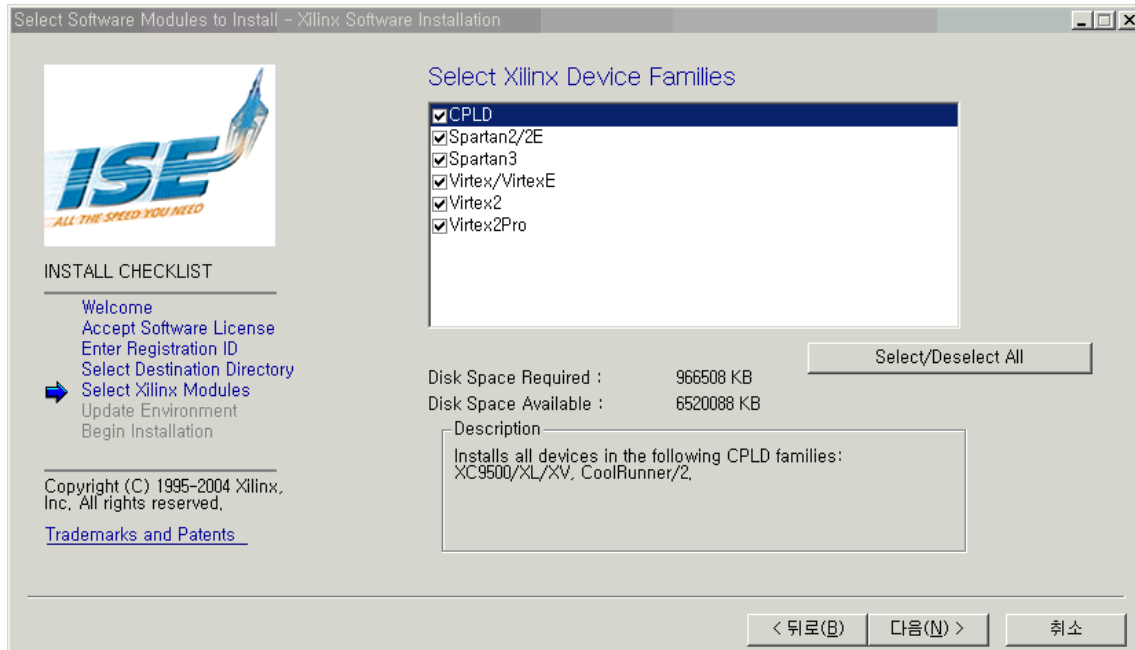 Select Software Modules to Install - Xilinx Software Installation
ISE
ALL THE SPEED YOU NEED
INSTALL CHECKLIST
Welcome
Accept Software License
Enter Registration ID
Select Destination Directory
Select Xilinx Modules
Update Environment
Begin Installation
Copyright (C) 1995-2004 Xilinx,
Inc. All rights reserved.
Trademarks and Patents
Select Xilinx Device Families
CPLD
Spartan2/2E
Spartan3
Virtex/VirtexE
Virtex2
Virtex2Pro
Select/Deselect All
Disk Space Required : 966508 KB
Disk Space Available : 6520088 KB
Description
Installs all devices in the following CPLD families:
XC9500/XL/XV, CoolRunner/2.
< 뒤로(B) 다음(N) > 취소